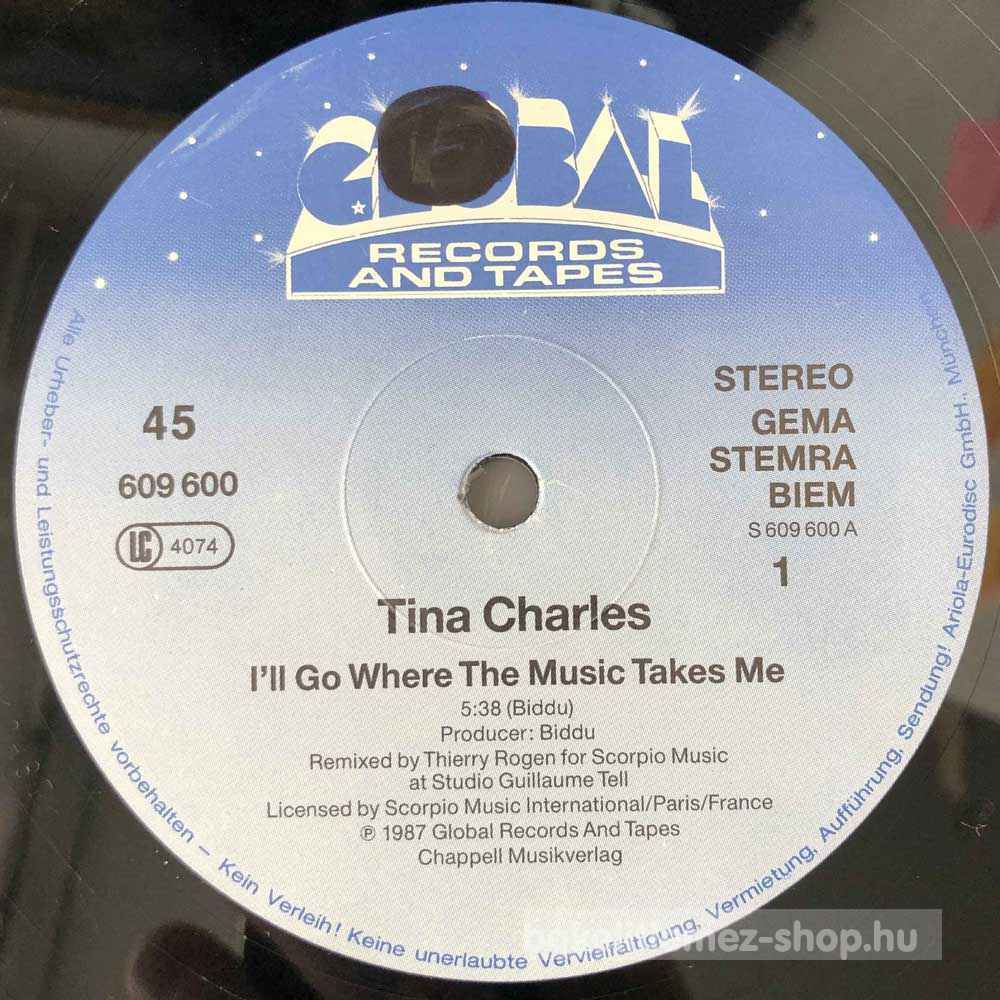 GLOBAL
RECORDS
AND TAPES
45
609 600
LC 4074
STEREO
GEMA
STEMRA
BIEM
S 609 600 A
1
Tina Charles
I'll Go Where The Music Takes Me
5:38 (Biddu)
Producer: Biddu
Remixed by Thierry Rogen for Scorpio Music
at Studio Guillaume Tell
Licensed by Scorpio Music International/Paris/France
℗ 1987 Global Records And Tapes
Chappell Musikverlag
Alle Urheber- und Leistungsschutzrechte vorbehalten – Kein Verleih! Keine unerlaubte Vervielfältigung, Vermietung, Aufführung, Sendung! Ariola-Eurodisc GmbH., München
bakelitlemez-shop.hu